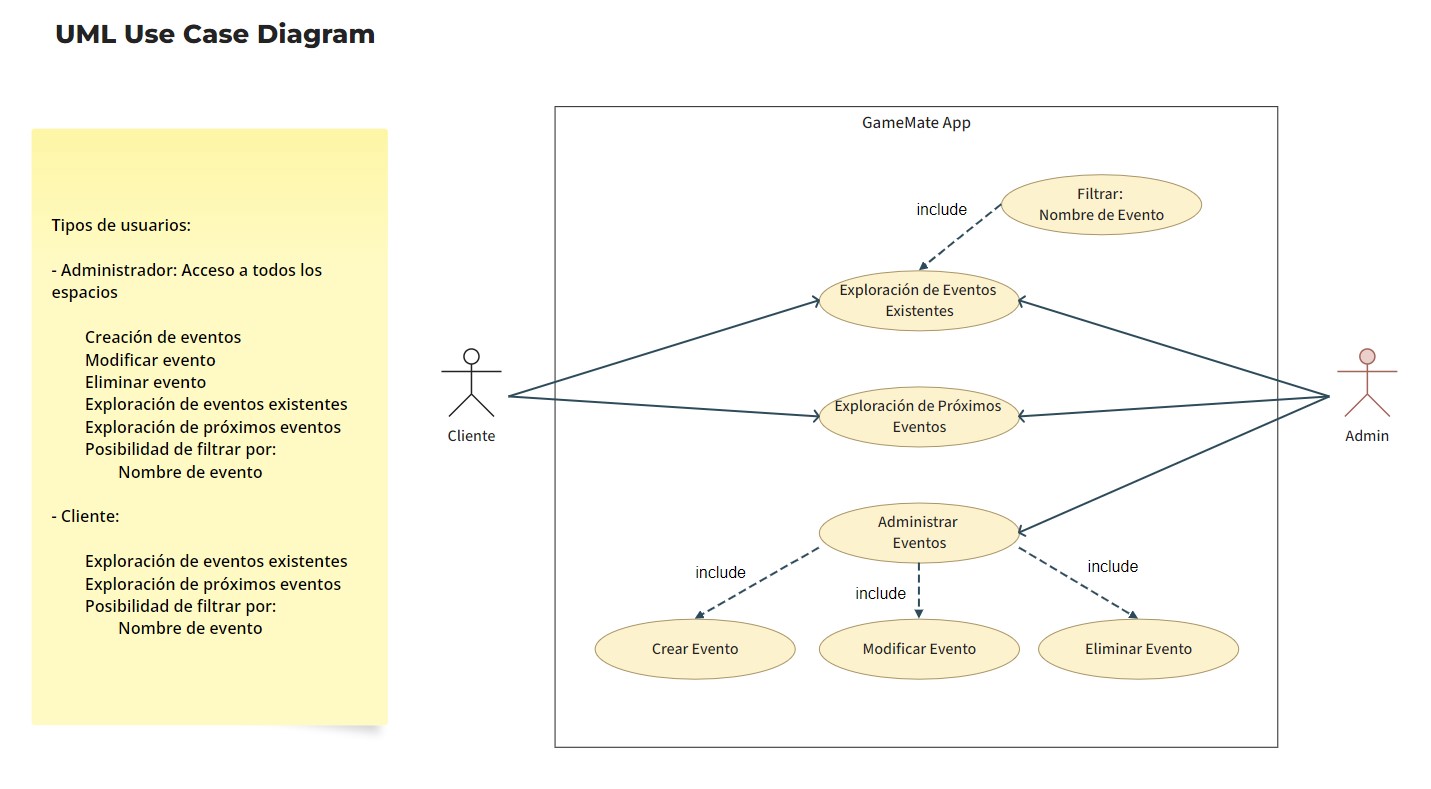 UML Use Case Diagram
Tipos de usuarios:
- Administrador: Acceso a todos los
espacios
Creación de eventos
Modificar evento
Eliminar evento
Exploración de eventos existentes
Exploración de próximos eventos
Posibilidad de filtrar por:
Nombre de evento
- Cliente:
Exploración de eventos existentes
Exploración de próximos eventos
Posibilidad de filtrar por:
Nombre de evento
GameMate App
Filtrar:
Nombre de Evento
include
Exploración de Eventos
Existentes
Cliente
Exploración de Próximos
Eventos
Admin
Administrar
Eventos
include
include
include
Crear Evento
Modificar Evento
Eliminar Evento